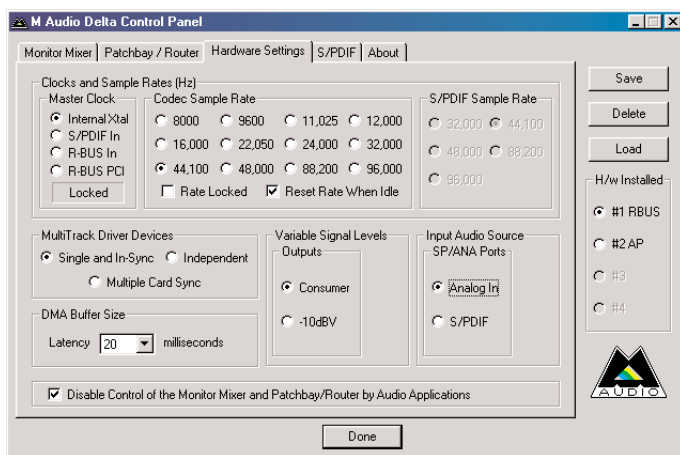 M Audio Delta Control Panel
Monitor Mixer Patchbay / Router Hardware Settings S/PDIF About
Clocks and Sample Rates (Hz)
Master Clock
Internal Xtal
S/PDIF In
R-BUS In
R-BUS PCI
Locked
Codec Sample Rate
8000 9600 11,025 12,000
16,000 22,050 24,000 32,000
44,100 48,000 88,200 96,000
Rate Locked Reset Rate When Idle
S/PDIF Sample Rate
32,000 44,100
48,000 88,200
96,000
MultiTrack Driver Devices
Single and In-Sync Independent
Multiple Card Sync
DMA Buffer Size
Latency 20 milliseconds
Variable Signal Levels
Outputs
Consumer
-10dBV
Input Audio Source
SP/ANA Ports
Analog In
S/PDIF
Disable Control of the Monitor Mixer and Patchbay/Router by Audio Applications
Save
Delete
Load
H/w Installed
#1 RBUS
#2 AP
#3
#4
M
AUDIO
Done